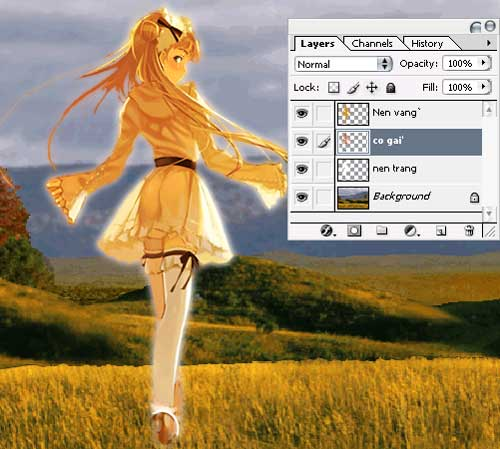 Layers Channels History
Normal Opacity: 100%
Lock: Fill: 100%
Nen vang`
co gai'
nen trang
Background